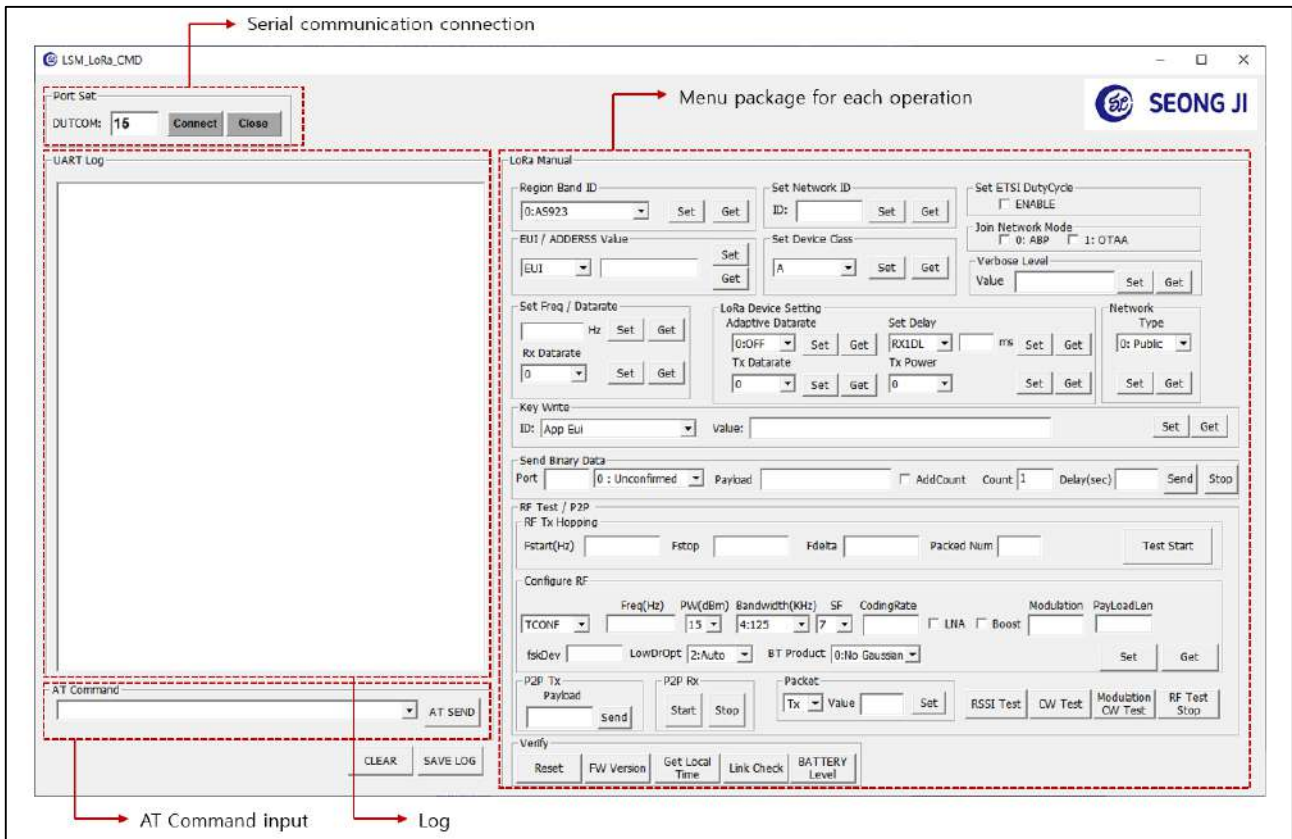 Serial communication connection
LSM_LoRa_CMD
Port Set
DUTCOM: 15 Connect Close
Menu package for each operation
SEONG JI
UART Log
LoRa Manual
Region Band ID
0:AS923 Set Get
Set Network ID
ID: Set Get
Set ETSI DutyCycle
ENABLE
Join Network Mode
0: ABP 1: OTAA
EUI / ADDERSS Value
EUI Set Get
Set Device Class
A Set Get
Verbose Level
Value Set Get
Set Freq / Datarate
Hz Set Get
Rx Datarate
0 Set Get
LoRa Device Setting
Adaptive Datarate Set Delay
0:OFF Set Get RX1DL ms Set Get
Tx Datarate Tx Power
0 Set Get 0 Set Get
Network
Type
0: Public
Set Get
Key Write
ID: App Eui Value: Set Get
Send Binary Data
Port 0 : Unconfirmed Payload AddCount Count 1 Delay(sec) Send Stop
RF Test / P2P
RF Tx Hopping
Fstart(Hz) Fstop Fdelta Packed Num Test Start
Configure RF
Freq(Hz) PW(dBm) Bandwidth(KHz) SF CodingRate Modulation PayLoadLen
TCONF 15 4:125 7 LNA Boost
fskDev LowDrOpt 2:Auto BT Product 0:No Gaussian Set Get
P2P Tx
Payload
Send
P2P Rx
Start Stop
Packet
Tx Value Set
RSSI Test CW Test Modulation CW Test RF Test Stop
AT Command
AT SEND
CLEAR SAVE LOG
Verify
Reset FW Version Get Local Time Link Check BATTERY Level
AT Command input
Log